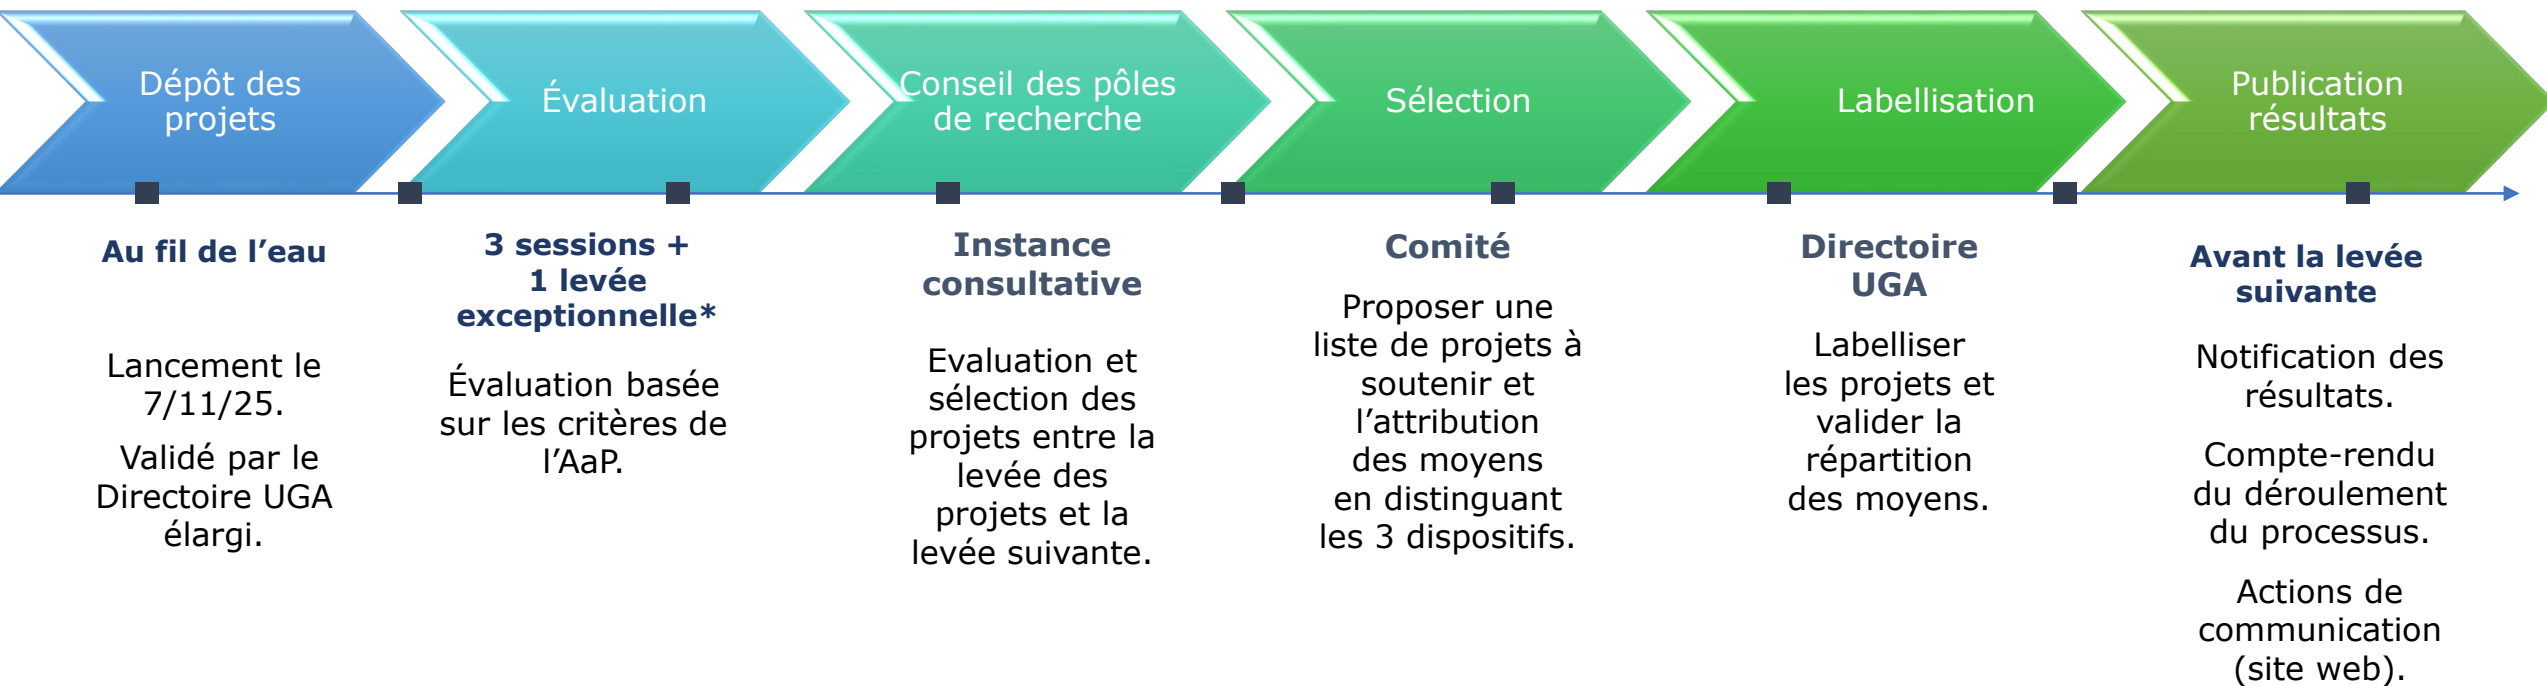 Dépôt des
projets
Évaluation
Conseil des pôles
de recherche
Sélection
Labellisation
Publication
résultats
Au fil de l’eau
Lancement le
7/11/25.
Validé par le
Directoire UGA
élargi.
3 sessions +
1 levée
exceptionnelle*
Évaluation basée
sur les critères de
l’AaP.
Instance
consultative
Evaluation et
sélection des
projets entre la
levée des
projets et la
levée suivante.
Comité
Proposer une
liste de projets à
soutenir et
l’attribution
des moyens
en distinguant
les 3 dispositifs.
Directoire
UGA
Labelliser
les projets et
valider la
répartition
des moyens.
Avant la levée
suivante
Notification des
résultats.
Compte-rendu
du déroulement
du processus.
Actions de
communication
(site web).